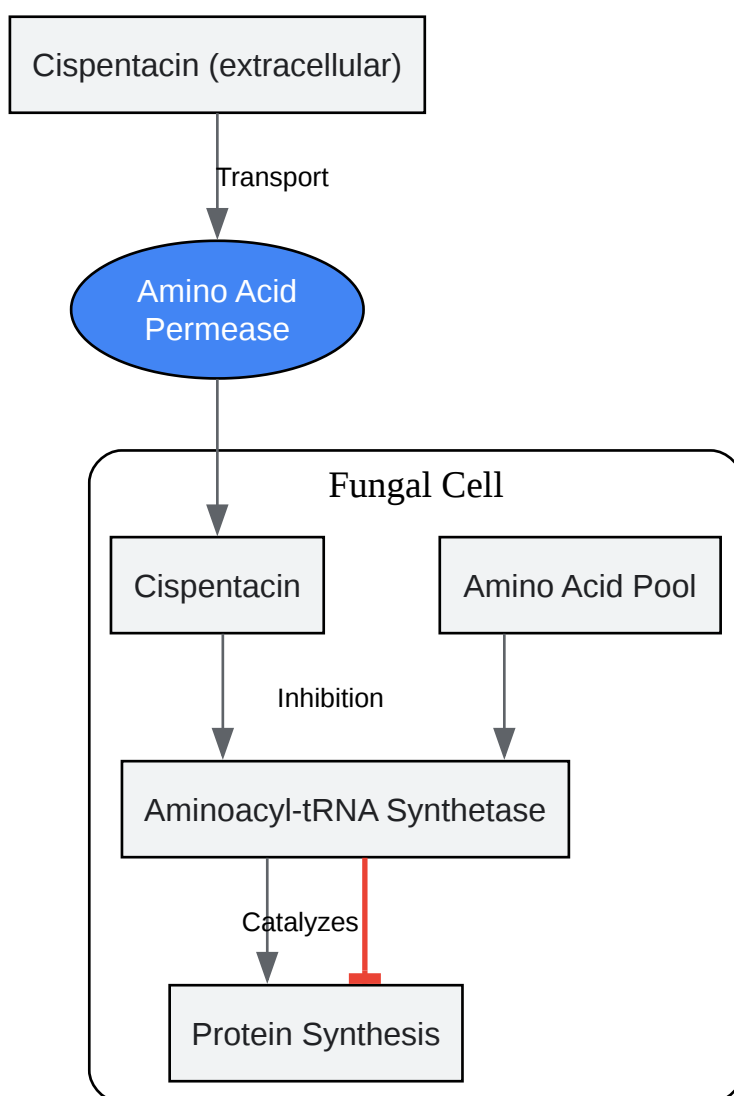 Cispentacin (extracellular)
Transport
Amino Acid
Permease
Fungal Cell
Cispentacin
Amino Acid Pool
Inhibition
Aminoacyl-tRNA Synthetase
Catalyzes
Protein Synthesis